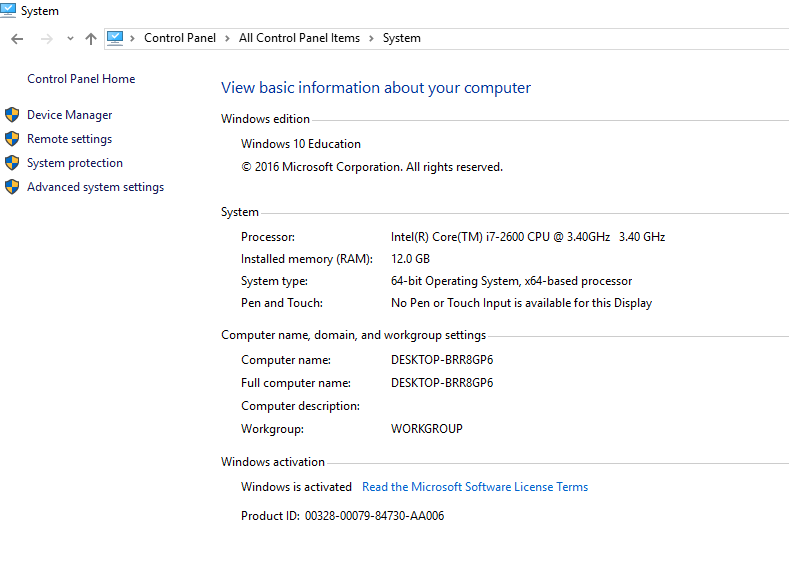 System
Control Panel > All Control Panel Items > System
Control Panel Home
Device Manager
Remote settings
System protection
Advanced system settings
View basic information about your computer
Windows edition
Windows 10 Education
© 2016 Microsoft Corporation. All rights reserved.
System
Processor: Intel(R) Core(TM) i7-2600 CPU @ 3.40GHz 3.40 GHz
Installed memory (RAM): 12.0 GB
System type: 64-bit Operating System, x64-based processor
Pen and Touch: No Pen or Touch Input is available for this Display
Computer name, domain, and workgroup settings
Computer name: DESKTOP-BRR8GP6
Full computer name: DESKTOP-BRR8GP6
Computer description:
Workgroup: WORKGROUP
Windows activation
Windows is activated Read the Microsoft Software License Terms
Product ID: 00328-00079-84730-AA006